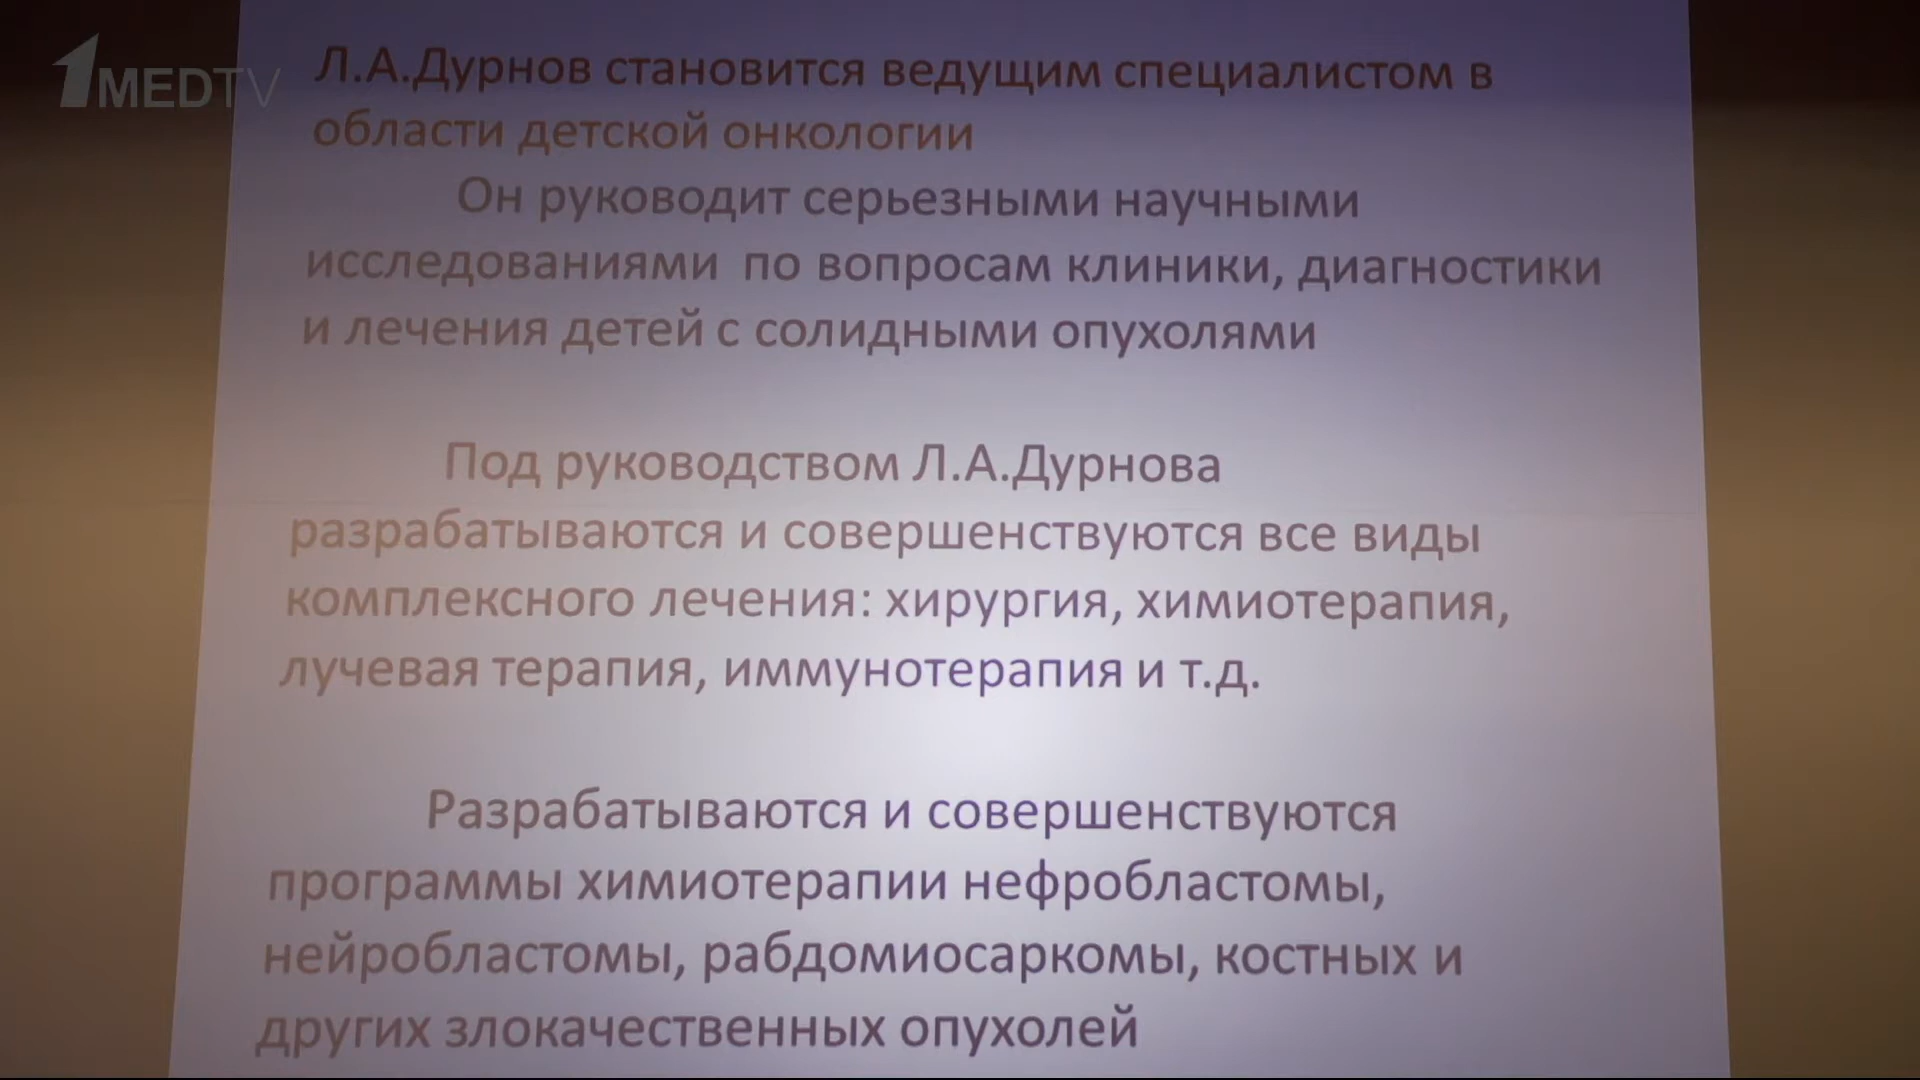 1MEDTV
Л.А.Дурнов становится ведущим специалистом в
области детской онкологии
Он руководит серьезными научными
исследованиями по вопросам клиники, диагностики
и лечения детей с солидными опухолями
Под руководством Л.А.Дурнова
разрабатываются и совершенствуются все виды
комплексного лечения: хирургия, химиотерапия,
лучевая терапия, иммунотерапия и т.д.
Разрабатываются и совершенствуются
программы химиотерапии нефробластомы,
нейробластомы, рабдомиосаркомы, костных и
других злокачественных опухолей